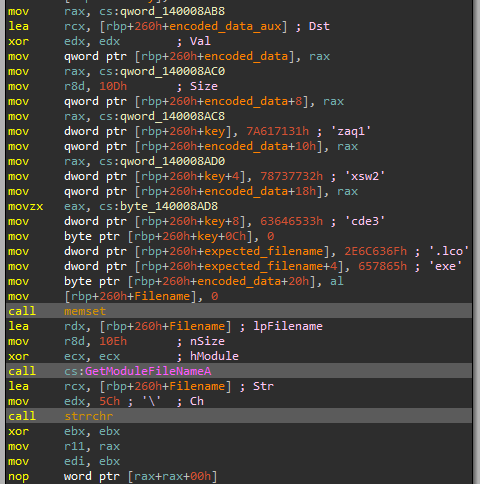 mov rax, cs:qword_140008AB8
lea rcx, [rbp+260h+encoded_data_aux] ; Dst
xor edx, edx ; Val
mov qword ptr [rbp+260h+encoded_data], rax
mov rax, cs:qword_140008AC0
mov r8d, 10Dh ; Size
mov qword ptr [rbp+260h+encoded_data+8], rax
mov rax, cs:qword_140008AC8
mov dword ptr [rbp+260h+key], 7A617131h ; 'zaq1'
mov qword ptr [rbp+260h+encoded_data+10h], rax
mov rax, cs:qword_140008AD0
mov dword ptr [rbp+260h+key+4], 78737732h ; 'xsw2'
mov qword ptr [rbp+260h+encoded_data+18h], rax
movzx eax, cs:byte_140008AD8
mov dword ptr [rbp+260h+key+8], 63646533h ; 'cde3'
mov byte ptr [rbp+260h+key+0Ch], 0
mov dword ptr [rbp+260h+expected_filename], 2E6C636Fh ; '.lco'
mov dword ptr [rbp+260h+expected_filename+4], 657865h ; 'exe'
mov byte ptr [rbp+260h+encoded_data+20h], al
mov [rbp+260h+Filename], 0
call memset
lea rdx, [rbp+260h+Filename] ; lpFilename
mov r8d, 10Eh ; nSize
xor ecx, ecx ; hModule
call cs:GetModuleFileNameA
lea rcx, [rbp+260h+Filename] ; Str
mov edx, 5Ch ; '\' ; Ch
call strrchr
xor ebx, ebx
mov r11, rax
mov edi, ebx
nop word ptr [rax+rax+00h]